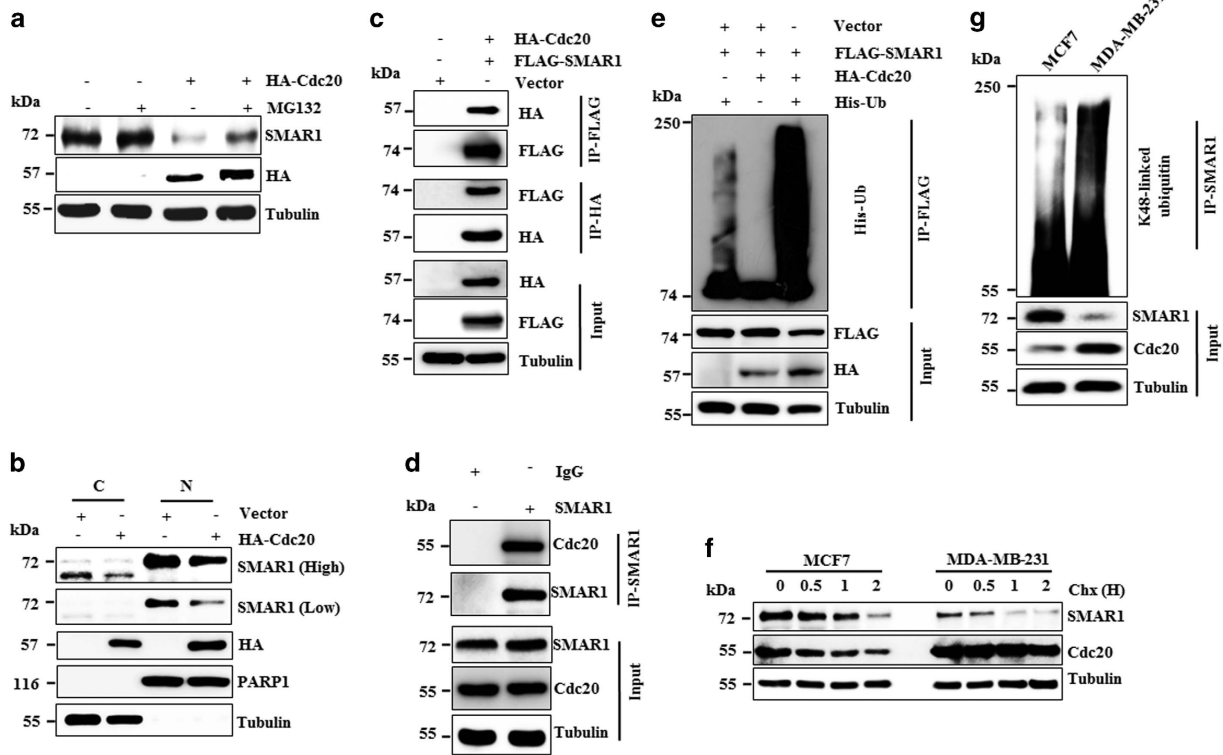 a
- - + + HA-Cdc20
kDa - + - + MG132
72 SMAR1
57 HA
55 Tubulin
b
C N
+ - + - Vector
kDa - + - + HA-Cdc20
72 SMAR1 (High)
72 SMAR1 (Low)
57 HA
116 PARP1
55 Tubulin
c
- + HA-Cdc20
- + FLAG-SMAR1
kDa + - Vector
57 HA
74 FLAG
IP-FLAG
74 FLAG
57 HA
IP-HA
57 HA
74 FLAG
55 Tubulin
Input
d
+ - IgG
kDa - + SMAR1
55 Cdc20
72 SMAR1
IP-SMAR1
72 SMAR1
55 Cdc20
55 Tubulin
Input
e
+ + - Vector
+ + + FLAG-SMAR1
- + + HA-Cdc20
kDa + - + His-Ub
250
74
His-Ub
IP-FLAG
74 FLAG
57 HA
55 Tubulin
Input
f
MCF7 MDA-MB-231
kDa 0 0.5 1 2 0 0.5 1 2 Chx (H)
72 SMAR1
55 Cdc20
55 Tubulin
g
MCF7 MDA-MB-231
kDa
250
55
K48-linked
ubiquitin
IP-SMAR1
72 SMAR1
55 Cdc20
55 Tubulin
Input